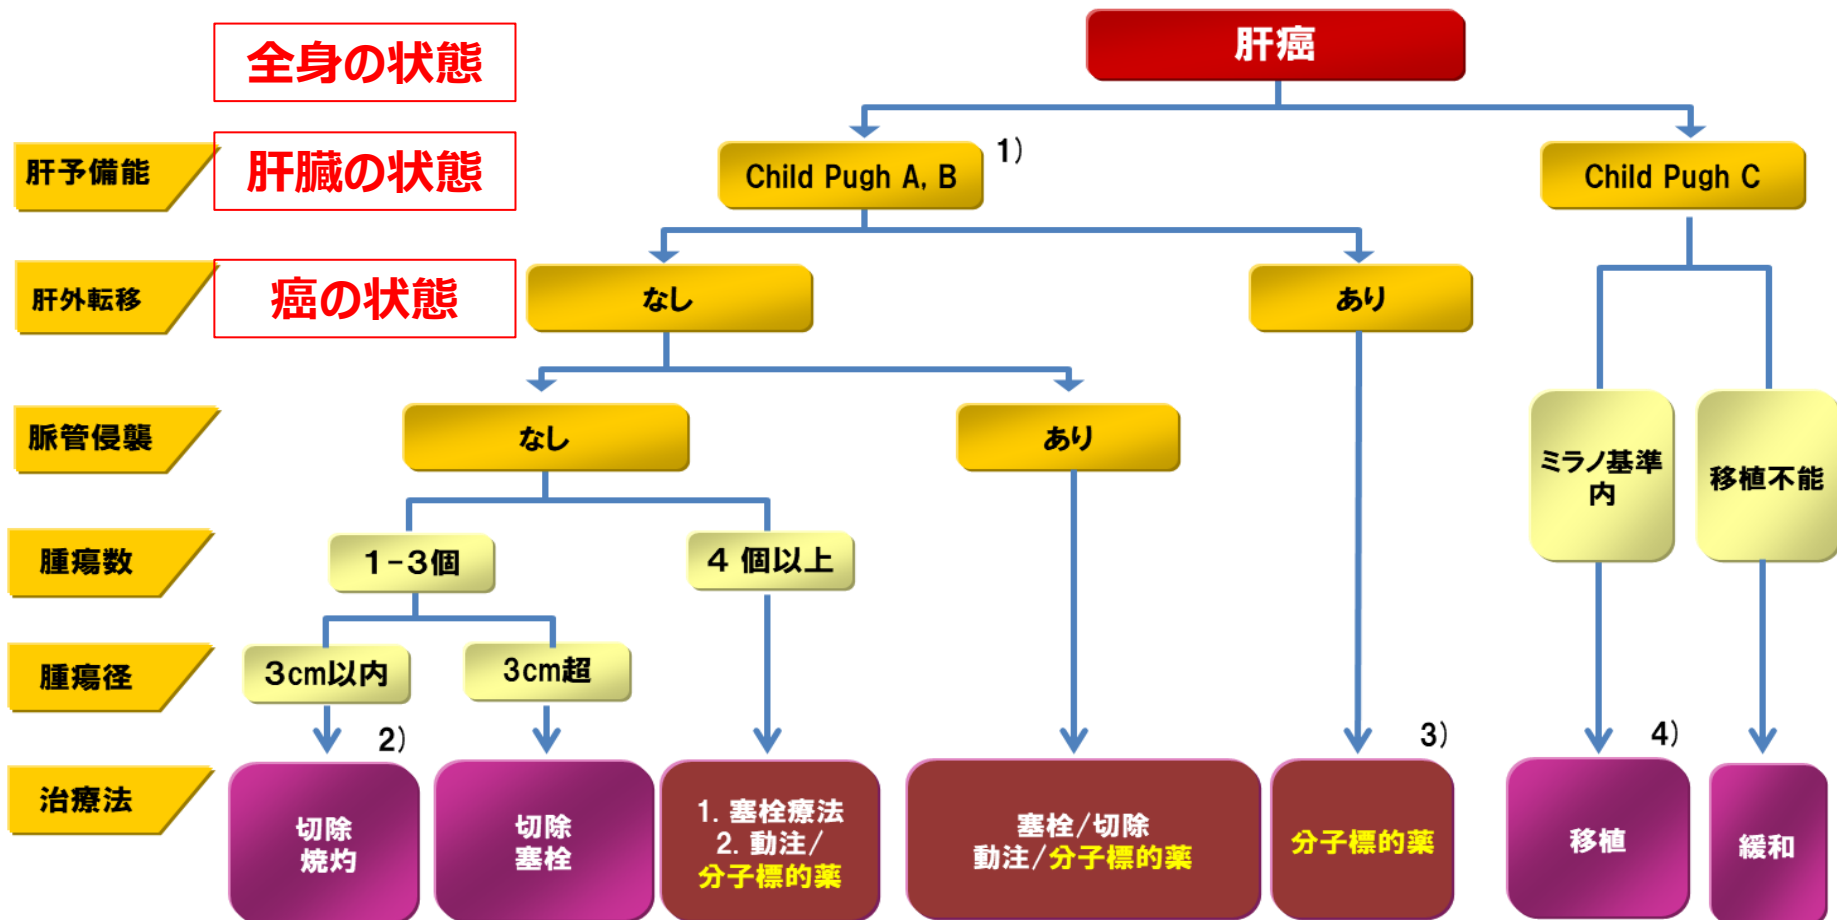 全身の状態
肝癌
肝予備能
肝臓の状態
Child Pugh A, B
1)
Child Pugh C
肝外転移
癌の状態
なし
あり
脈管侵襲
なし
あり
ミラノ基準
内
移植不能
腫瘍数
1-3個
4 個以上
腫瘍径
3cm以内
3cm超
2)
3)
4)
治療法
切除
焼灼
切除
塞栓
1. 塞栓療法
2. 動注/
分子標的薬
塞栓/切除
動注/分子標的薬
分子標的薬
移植
緩和